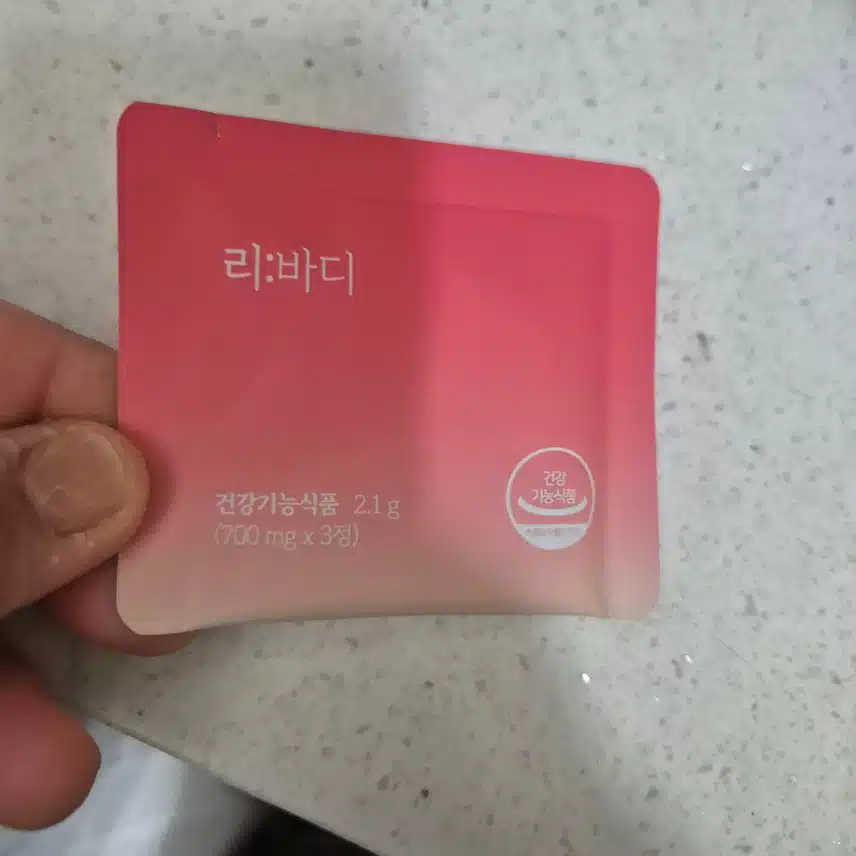 리:바디
건강기능식품 2.1 g
(700 mg x 3정)
건강
기능식품